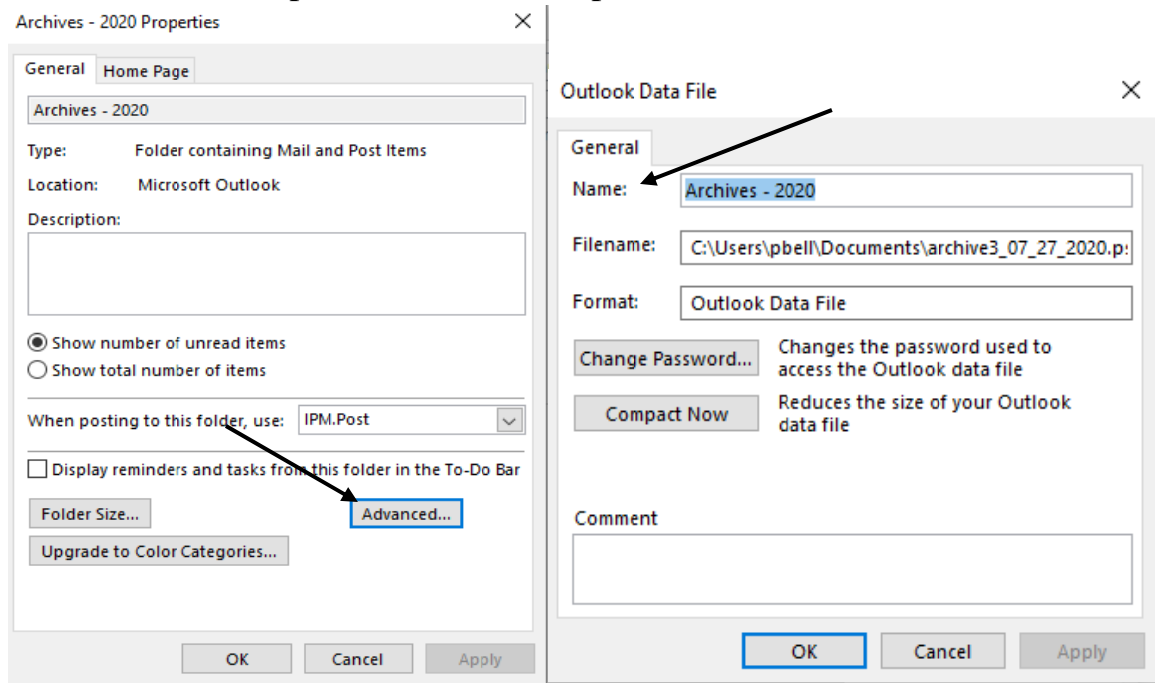 Archives - 2020 Properties
General Home Page
Archives - 2020
Type: Folder containing Mail and Post Items
Location: Microsoft Outlook
Description:
Show number of unread items
Show total number of items
When posting to this folder, use: IPM.Post
Display reminders and tasks from this folder in the To-Do Bar
Folder Size... Advanced...
Upgrade to Color Categories...
OK Cancel Apply
Outlook Data File
General
Name: Archives - 2020
Filename: C:\Users\pbell\Documents\archive3_07_27_2020.p
Format: Outlook Data File
Change Password... Changes the password used to
access the Outlook data file
Compact Now Reduces the size of your Outlook
data file
Comment
OK Cancel Apply